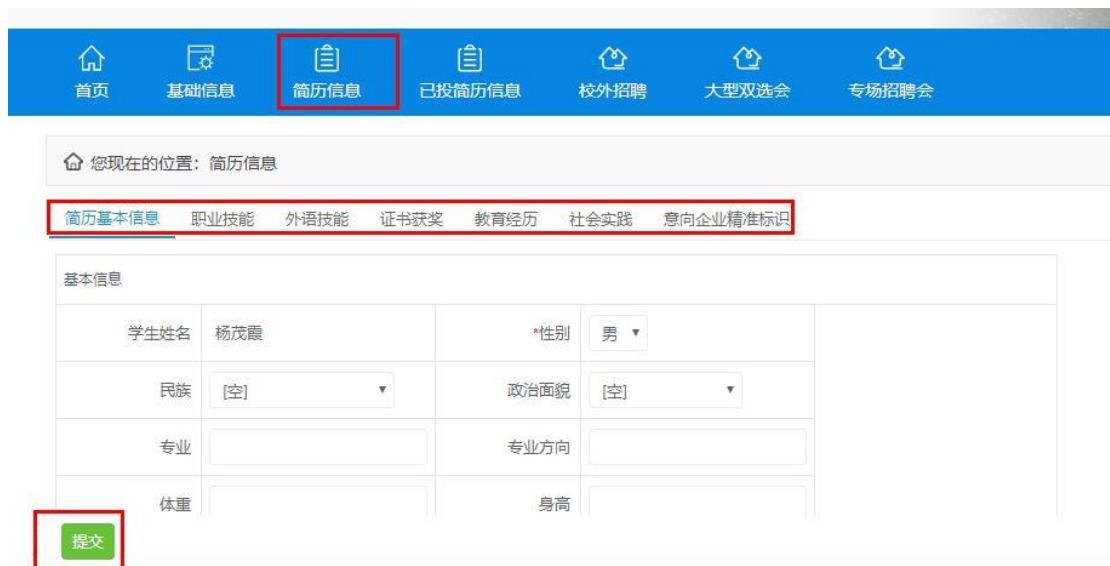 首页 基础信息 简历信息 已投简历信息 校外招聘 大型双选会 专场招聘会
您现在的位置：简历信息
简历基本信息 职业技能 外语技能 证书获奖 教育经历 社会实践 意向企业精准标识
基本信息
学生姓名 杨茂霞 *性别 男
民族 [空] 政治面貌 [空]
专业 专业方向
体重 身高
提交